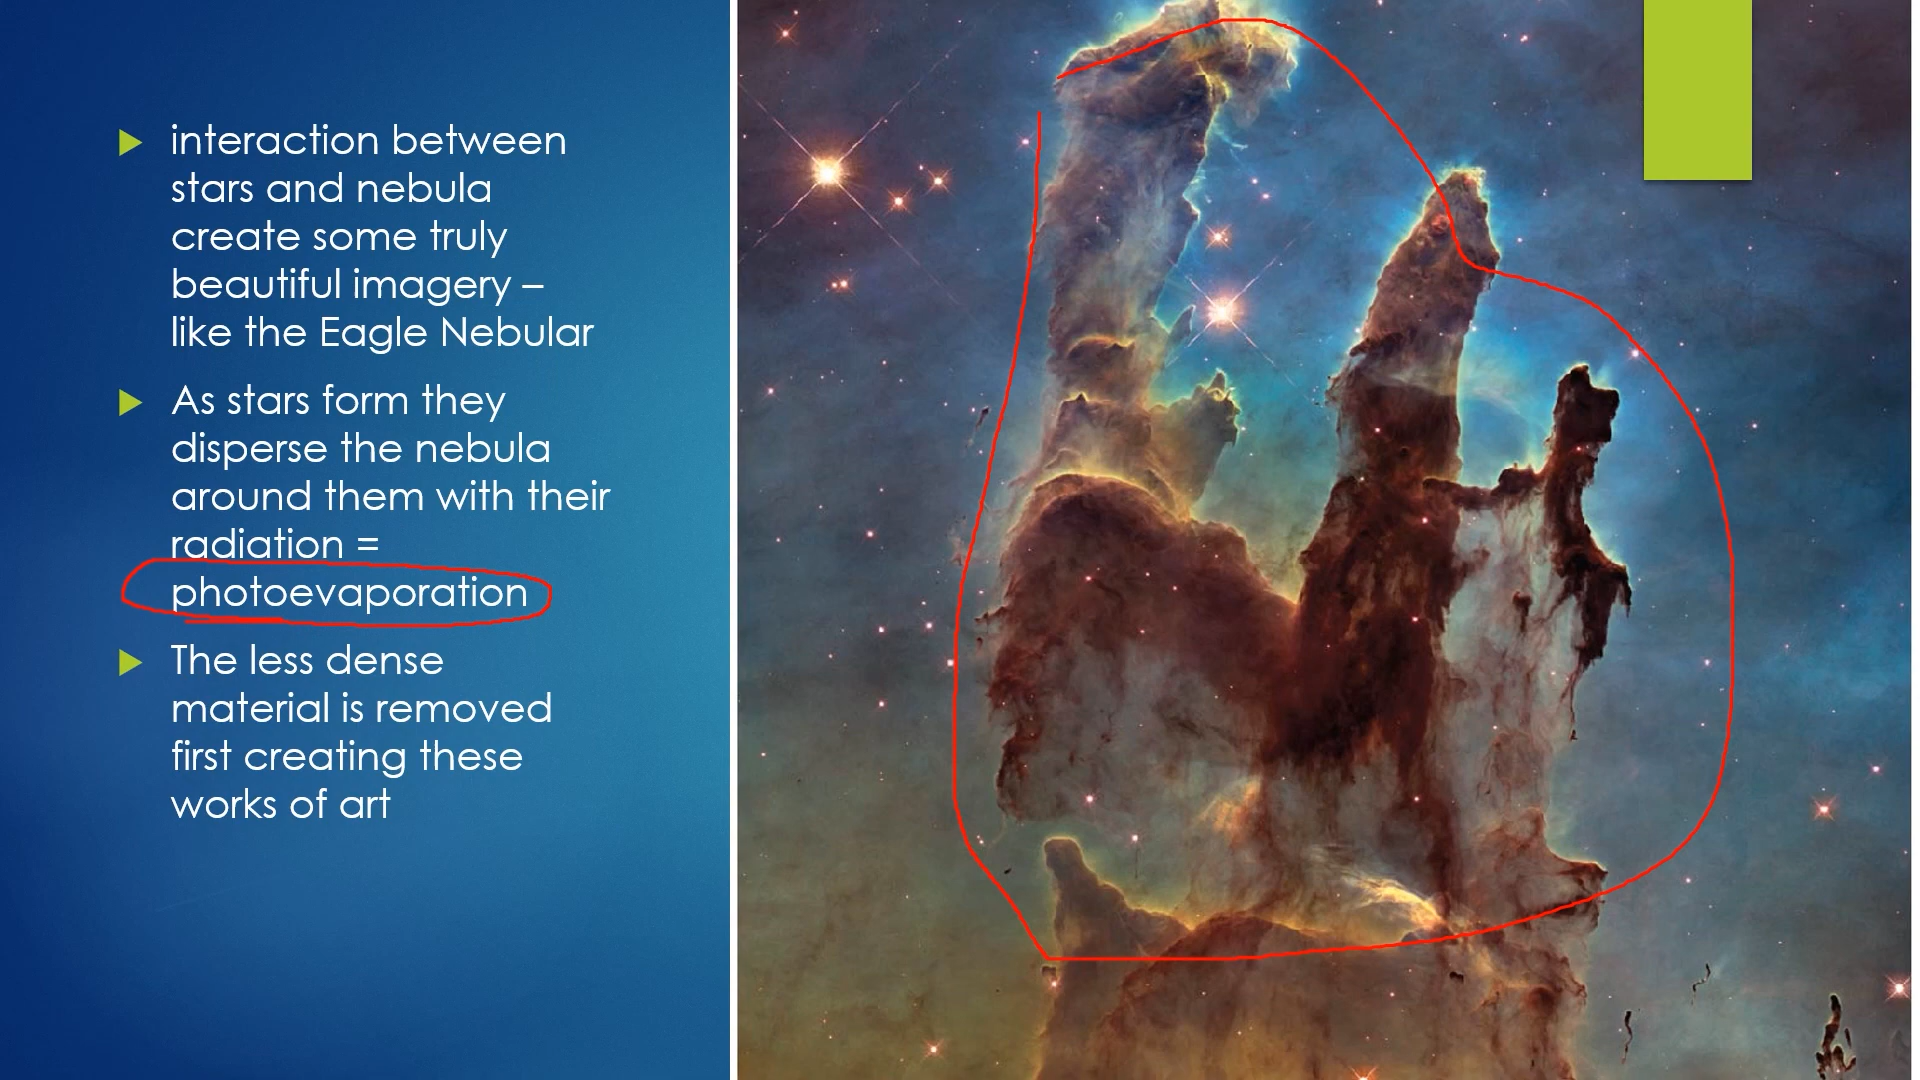 interaction between
stars and nebula
create some truly
beautiful imagery –
like the Eagle Nebular
As stars form they
disperse the nebula
around them with their
radiation =
photoevaporation
The less dense
material is removed
first creating these
works of art